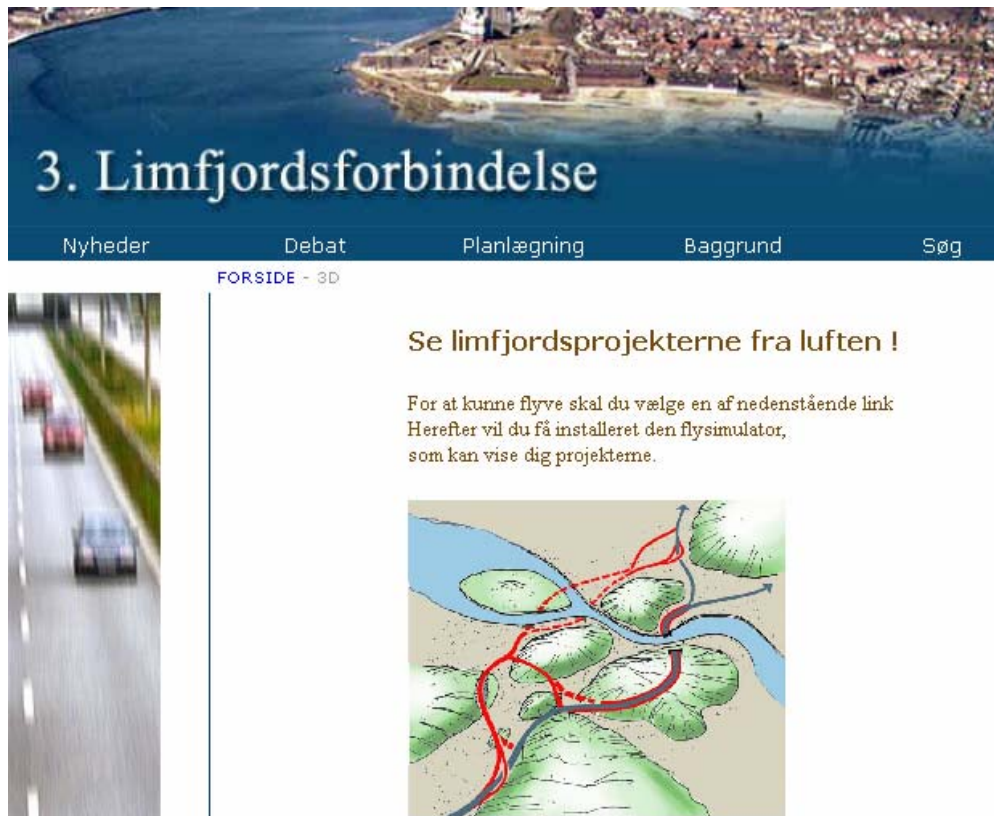 3. Limfjordsforbindelse
Nyheder Debat Planlægning Baggrund Søg
FORSIDE - 3D
Se limfjordsprojekterne fra luften !
For at kunne flyve skal du vælge en af nedenstående link
Herefter vil du få installeret den flysimulator,
som kan vise dig projekterne.